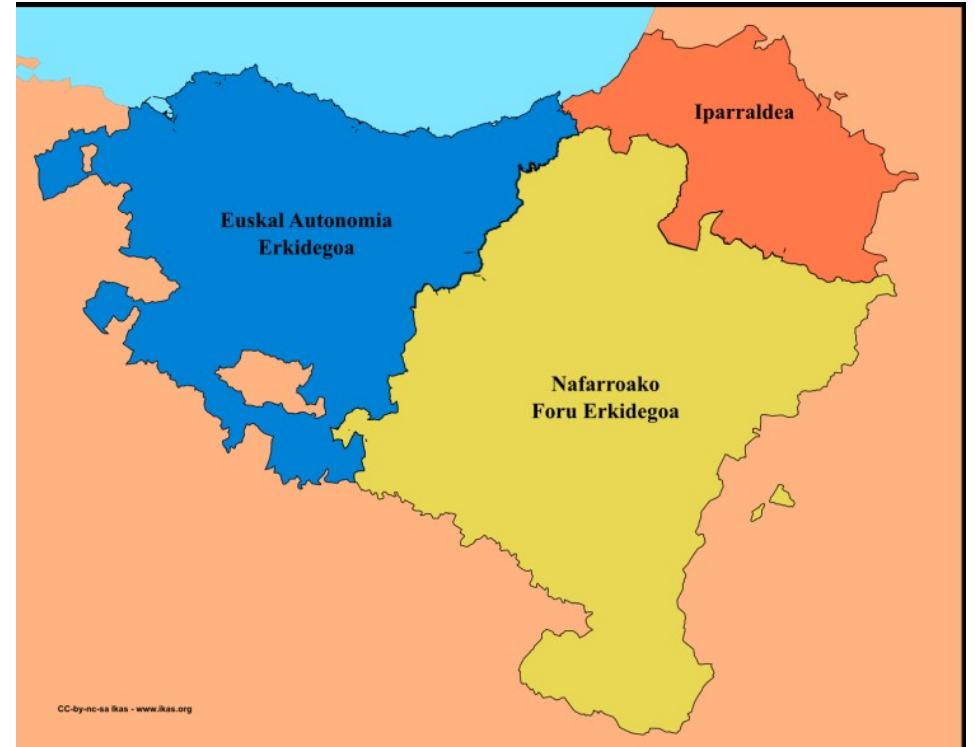 Iparraldea
Euskal Autonomia
Erkidegoa
Nafarroako
Foru Erkidegoa
CC-by-nc-sa Ikas - www.ikas.org